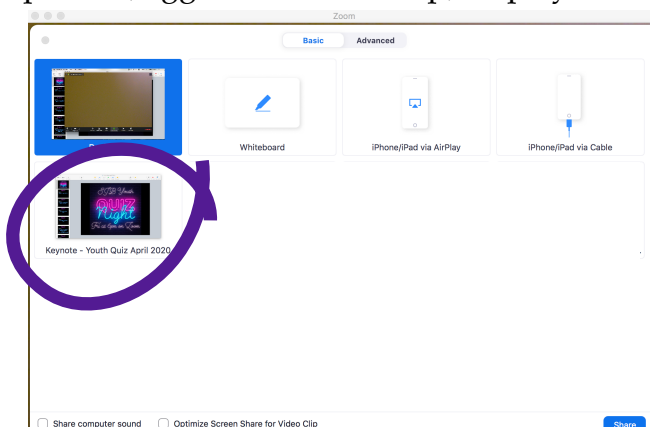 Zoom
Basic Advanced
Whiteboard
iPhone/iPad via AirPlay
iPhone/iPad via Cable
QUIZ
Night
Keynote - Youth Quiz April 2020
Share computer sound
Optimize Screen Share for Video Clip
Share